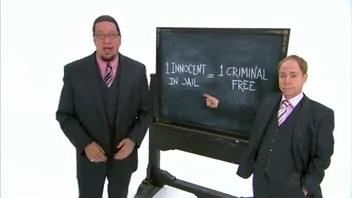 1 INNOCENT = 1 CRIMINAL
IN JAIL FREE